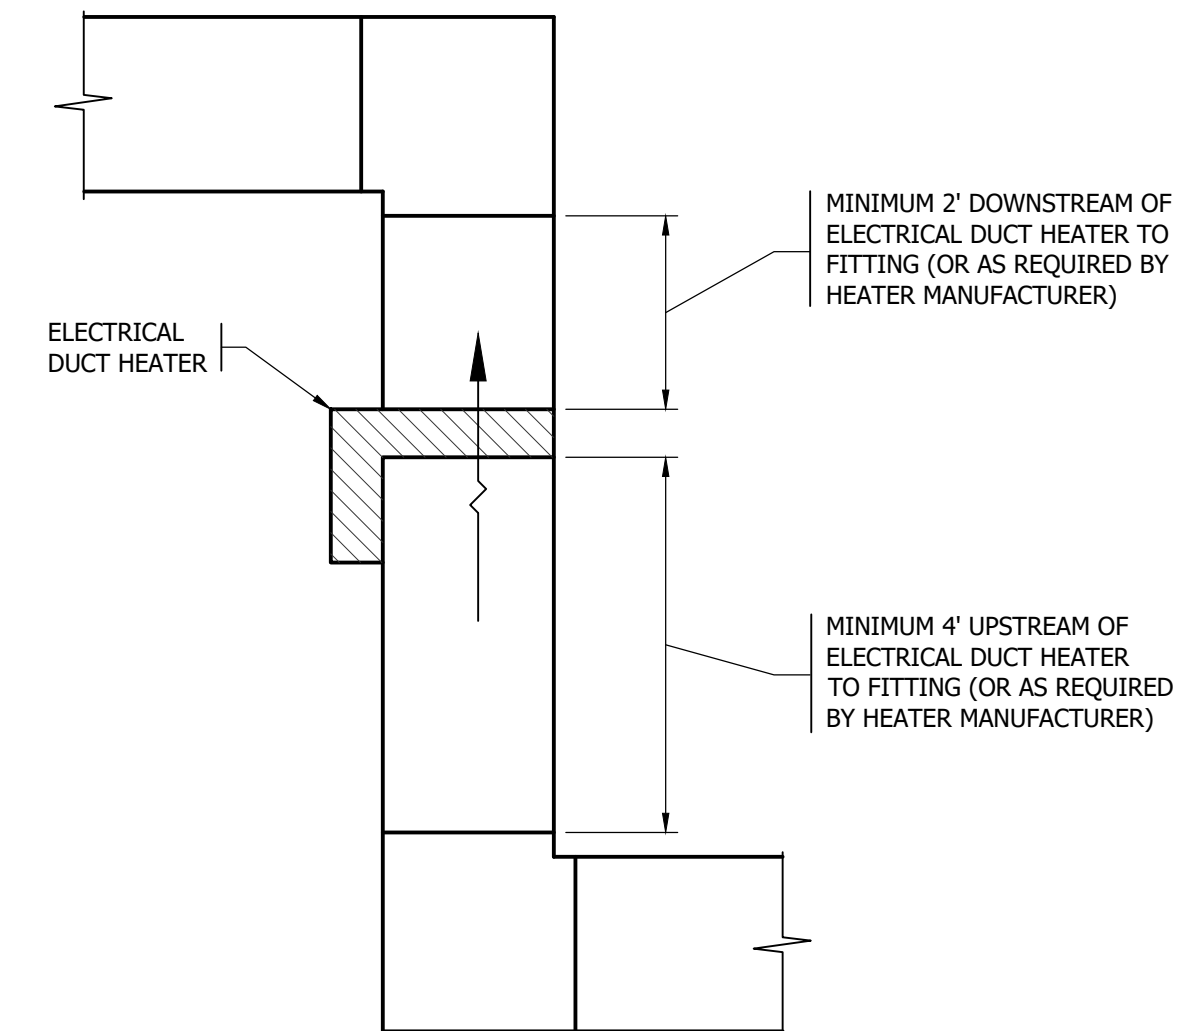 MINIMUM 2' DOWNSTREAM OF
ELECTRICAL DUCT HEATER TO
FITTING (OR AS REQUIRED BY
HEATER MANUFACTURER)
ELECTRICAL
DUCT HEATER
MINIMUM 4' UPSTREAM OF
ELECTRICAL DUCT HEATER
TO FITTING (OR AS REQUIRED
BY HEATER MANUFACTURER)